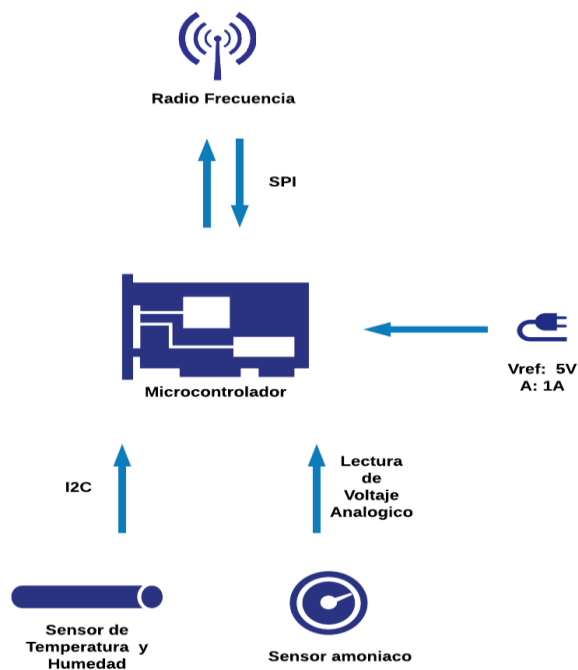 Radio Frecuencia
SPI
Microcontrolador
Vref:  5V
A: 1A
I2C
Lectura
de
Voltaje
Analogico
Sensor de
Temperatura  y
Humedad
Sensor amoniaco